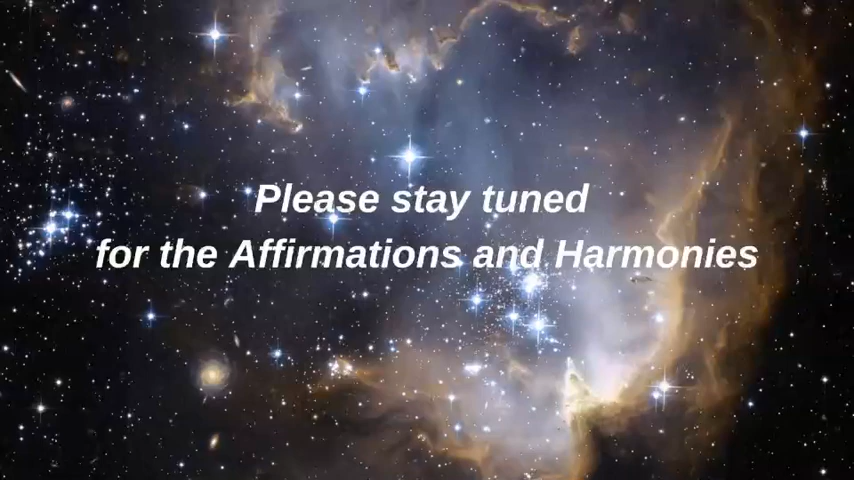 Please stay tuned
for the Affirmations and Harmonies